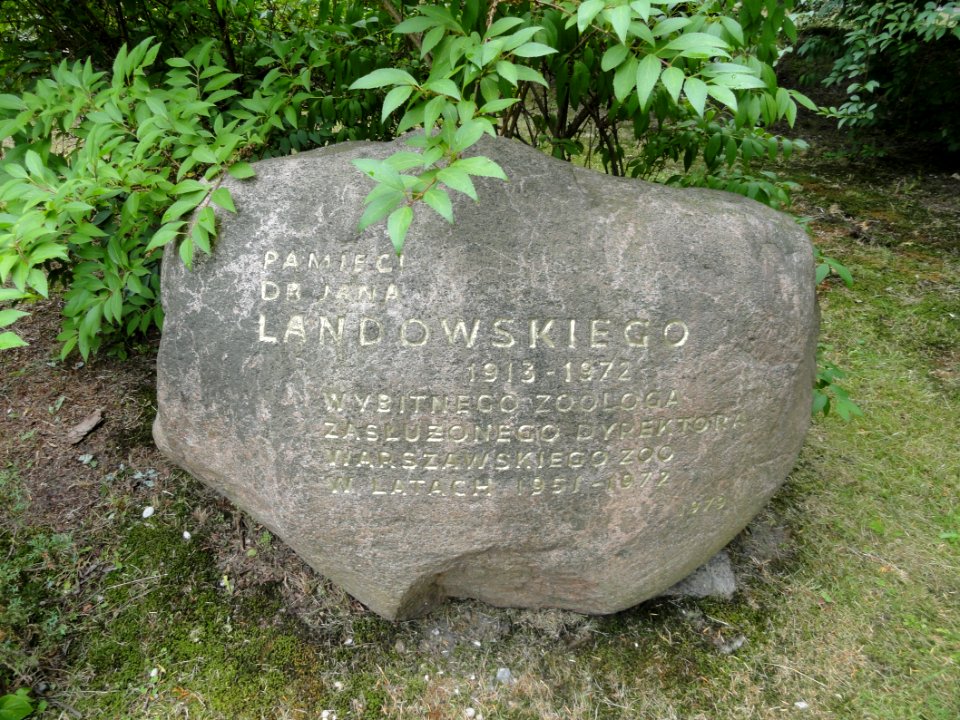 PAMIĘCI
DR JANA
LANDOWSKIEGO
1913-1972
WYBITNEGO ZOOLOGA
ZASŁUŻONEGO DYREKTORA
WARSZAWSKIEGO ZOO
W LATACH 1951-1972